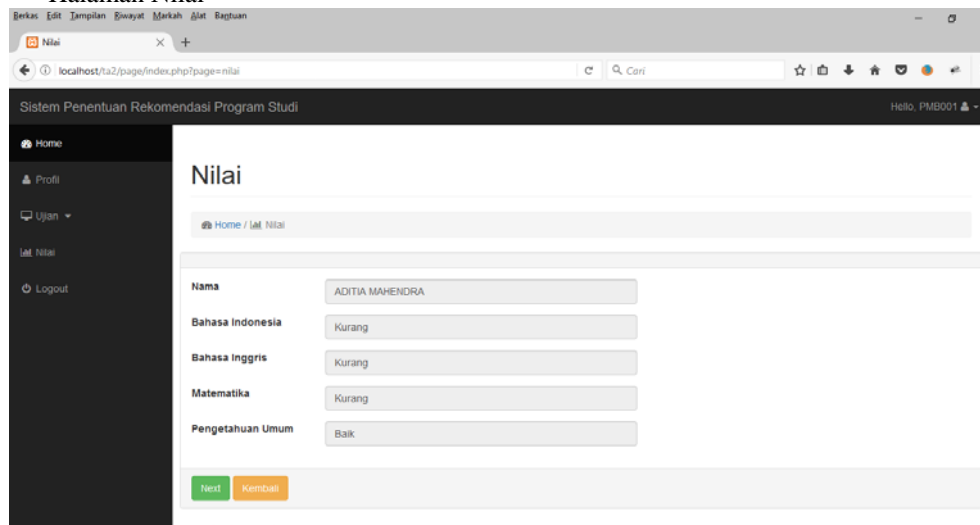 Halaman Nilai
Berkas Edit Tampilan Riwayat Markah Alat Bantuan
Nilai
localhost/ta2/page/index.php?page=nilai
Cari
Sistem Penentuan Rekomendasi Program Studi
Hello, PMB001
Home
Profil
Ujian
Nilai
Logout
Nilai
Home / Nilai
Nama ADITIA MAHENDRA
Bahasa Indonesia Kurang
Bahasa Inggris Kurang
Matematika Kurang
Pengetahuan Umum Baik
Next Kembali